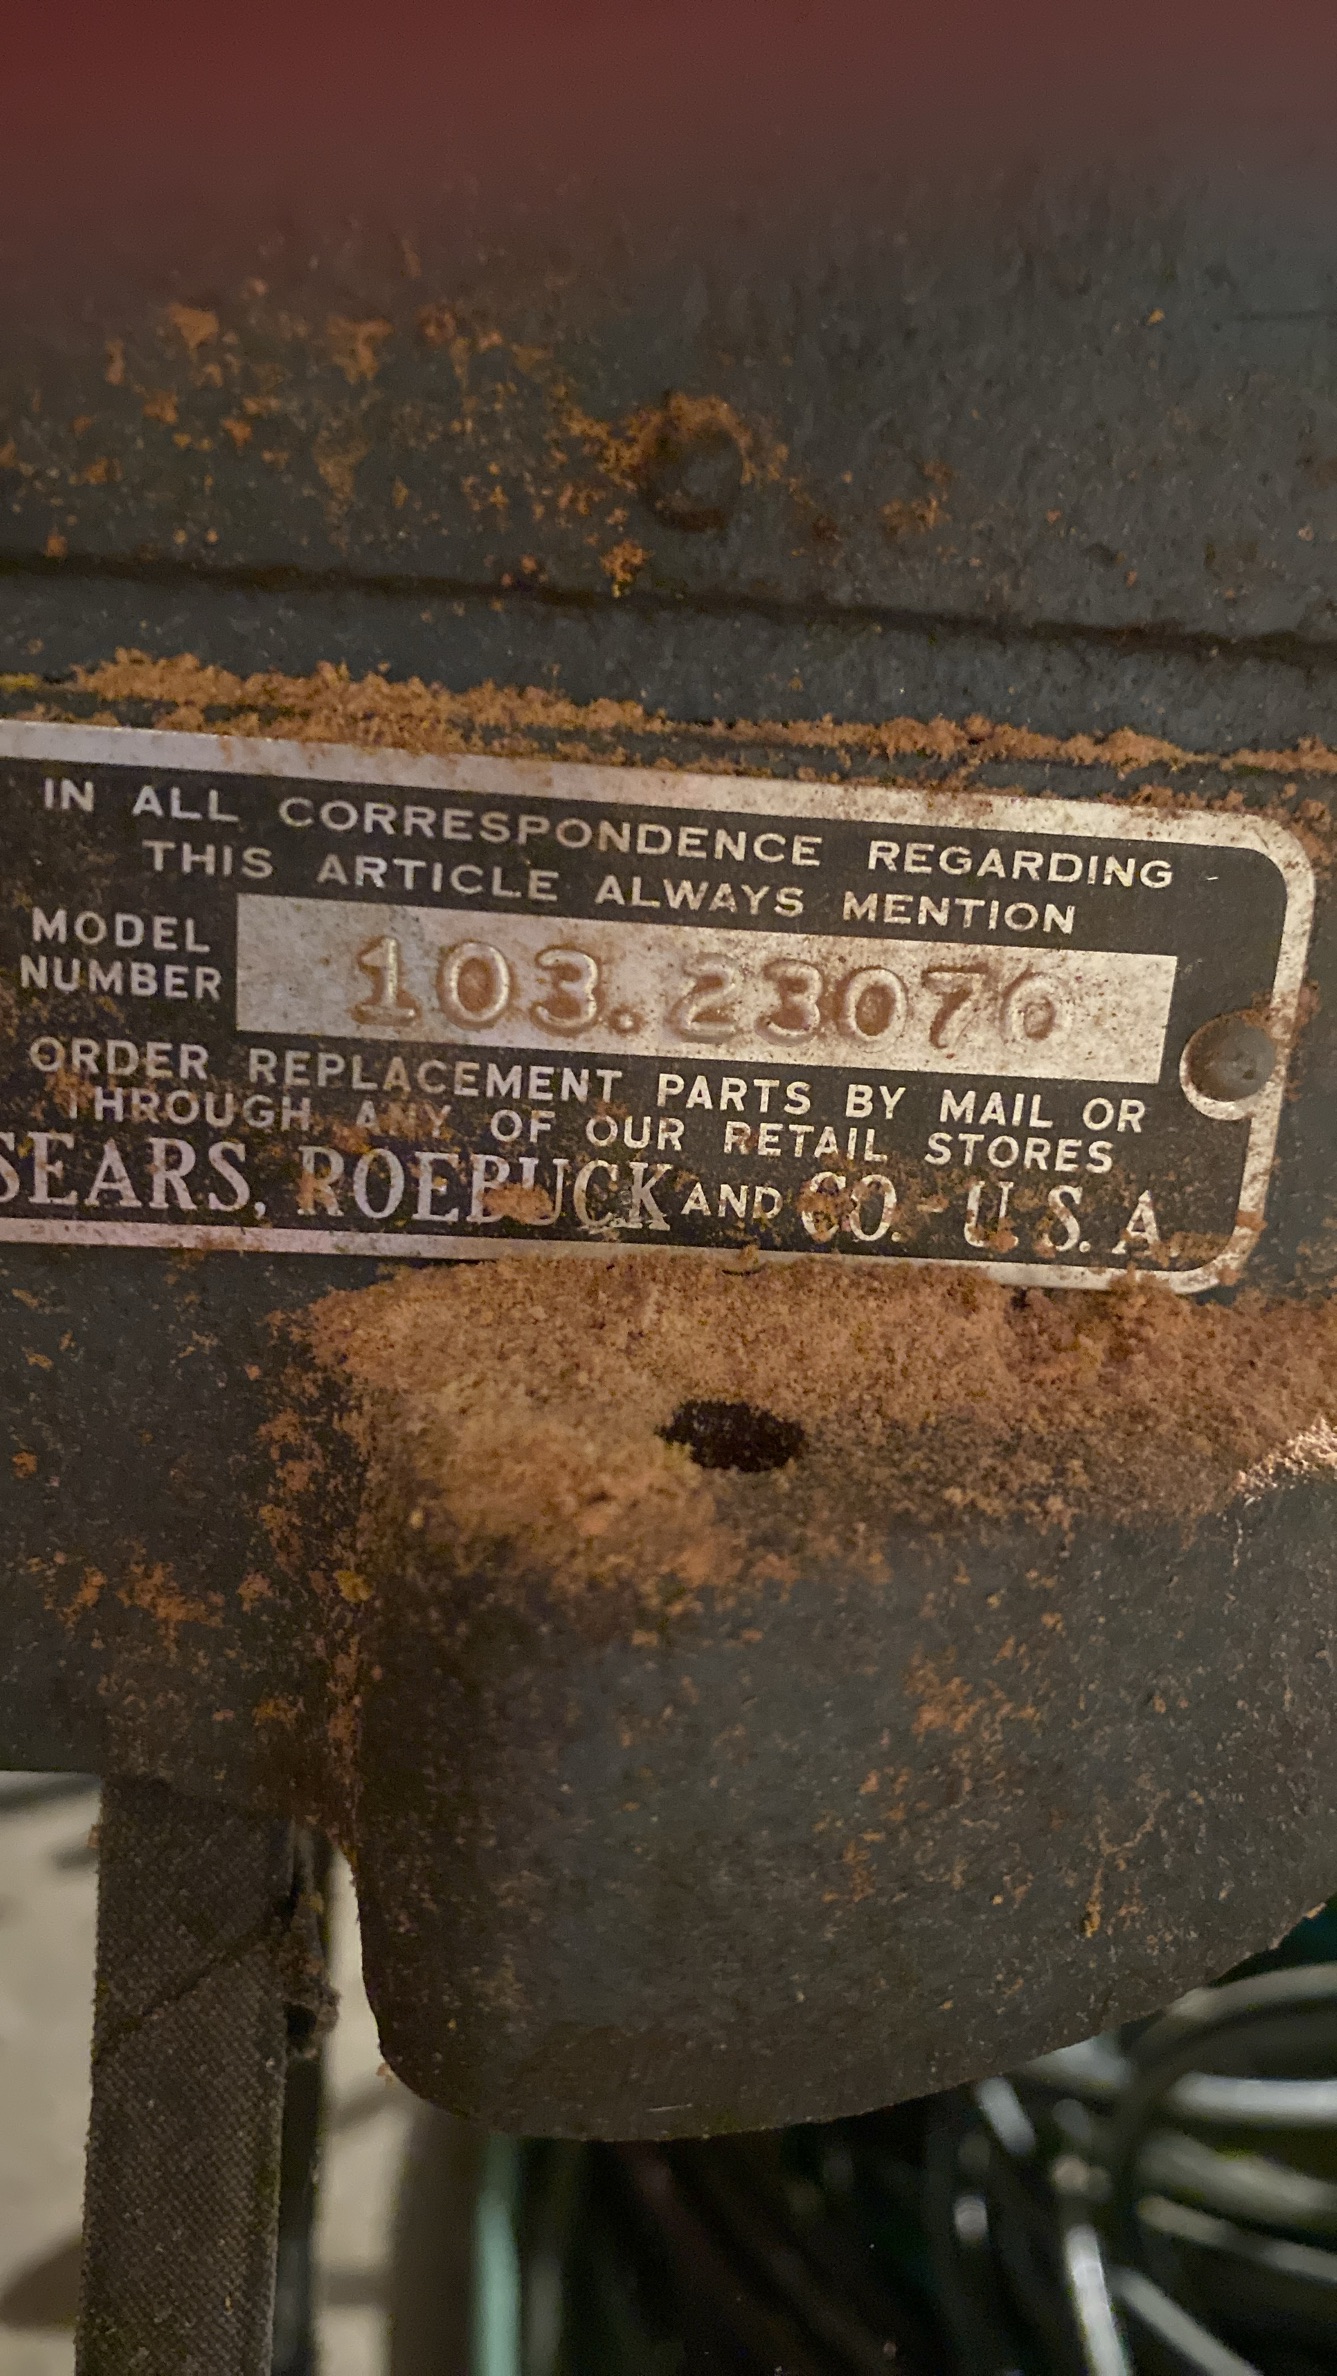 IN ALL CORRESPONDENCE REGARDING
THIS ARTICLE ALWAYS MENTION
MODEL
NUMBER 103.23070
ORDER REPLACEMENT PARTS BY MAIL OR
THROUGH ANY OF OUR RETAIL STORES
SEARS, ROEBUCK AND CO.-U.S.A.